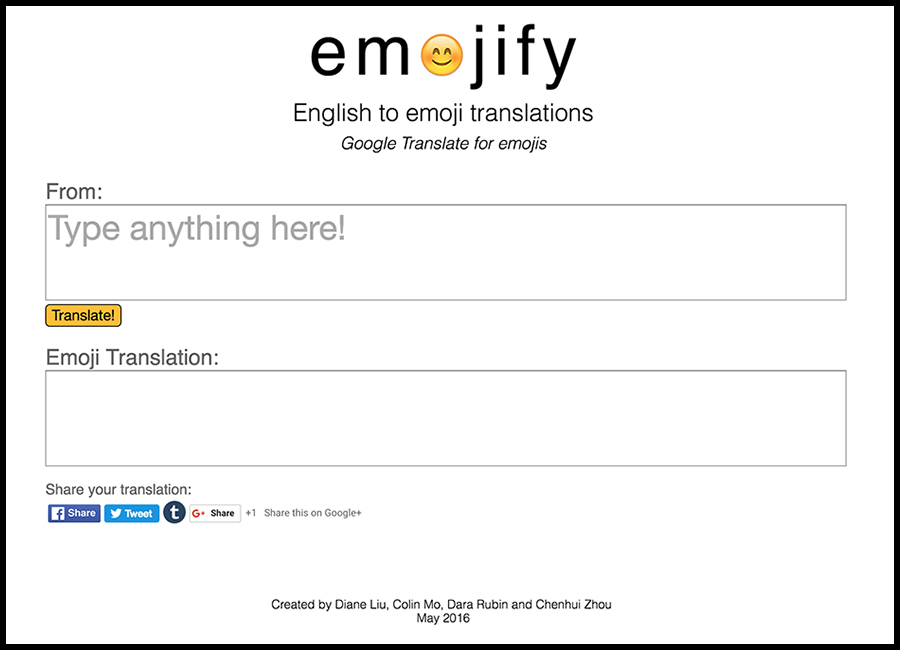 em😊jify
English to emoji translations
Google Translate for emojis
From:
Type anything here!
Translate!
Emoji Translation:
Share your translation:
f Share Tweet t G+ Share +1 Share this on Google+
Created by Diane Liu, Colin Mo, Dara Rubin and Chenhui Zhou
May 2016